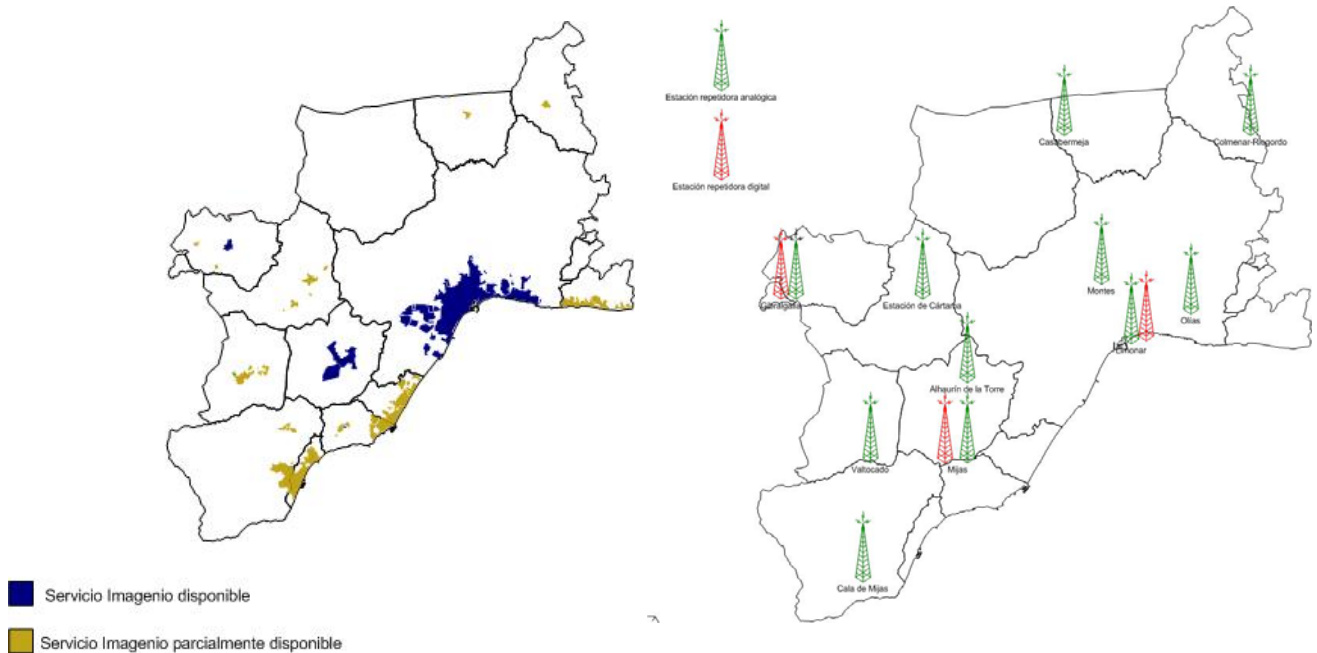 Estación repetidora analógica
Estación repetidora digital
Casabermeja
Colmenar-Riogordo
Gibralgalia
Estación de Cártama
Montes
Olías
Limonar
Alhaurín de la Torre
Valtocado
Mijas
Cala de Mijas
Servicio Imagenio disponible
Servicio Imagenio parcialmente disponible